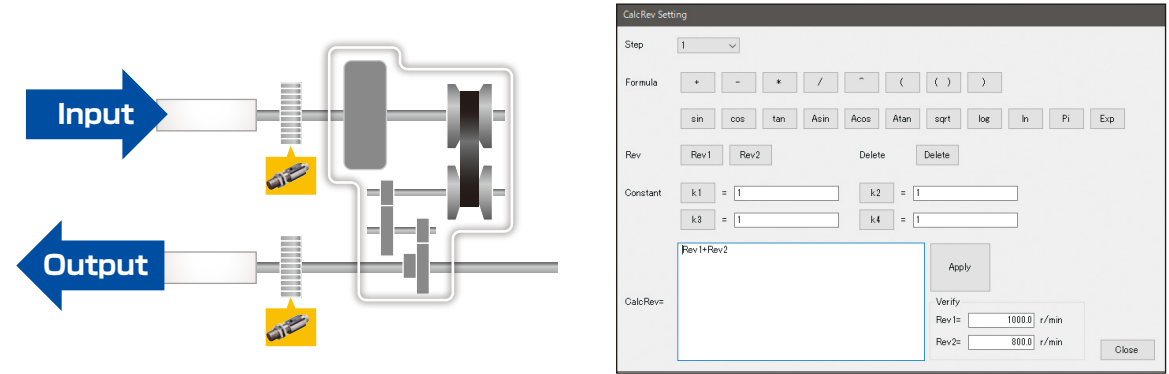 Input
Output
CalcRev Setting
Step 1
Formula + - * / ^ ( ( ) )
sin cos tan Asin Acos Atan sqrt log ln Pi Exp
Rev Rev1 Rev2 Delete Delete
Constant k1 = 1 k2 = 1
k3 = 1 k4 = 1
Rev1+Rev2
Apply
CalcRev=
Verify
Rev1= 1000.0 r/min
Rev2= 800.0 r/min
Close